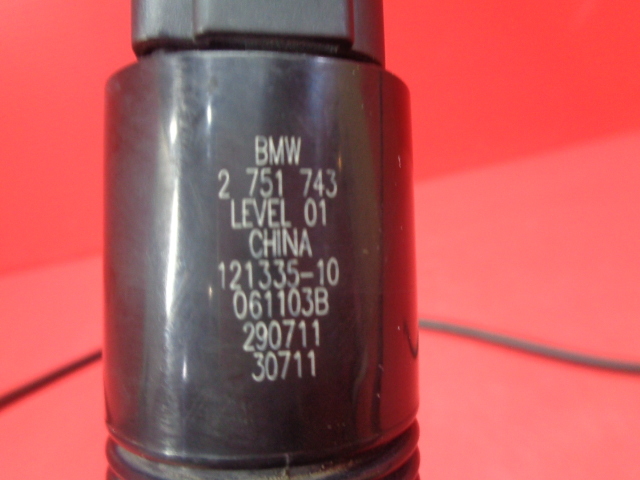 BMW
2 751 743
LEVEL 01
CHINA
121335-10
061103B
290711
30711